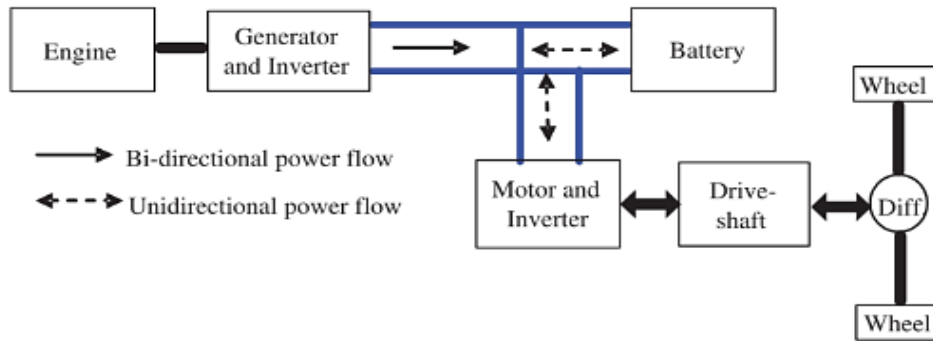 Engine
Generator
and Inverter
Battery
Wheel
Bi-directional power flow
Unidirectional power flow
Motor and
Inverter
Drive-
shaft
Diff
Wheel